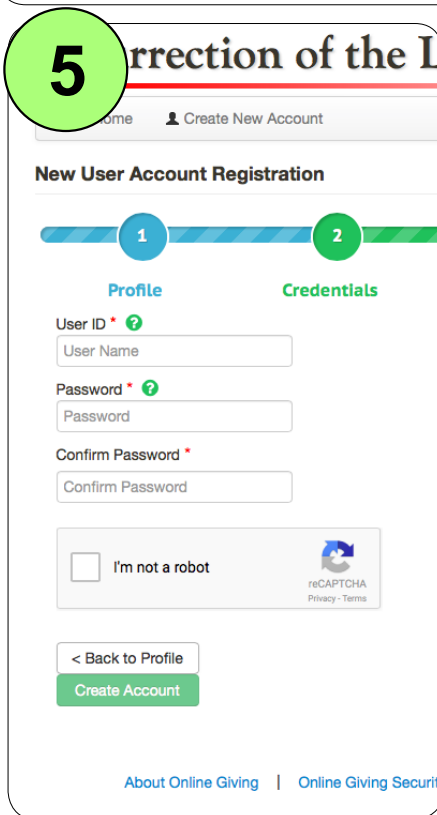 5
rrection of the L
ome Create New Account
New User Account Registration
1 2
Profile Credentials
User ID * ?
User Name
Password * ?
Password
Confirm Password *
Confirm Password
I'm not a robot
reCAPTCHA
Privacy - Terms
< Back to Profile
Create Account
About Online Giving | Online Giving Securit